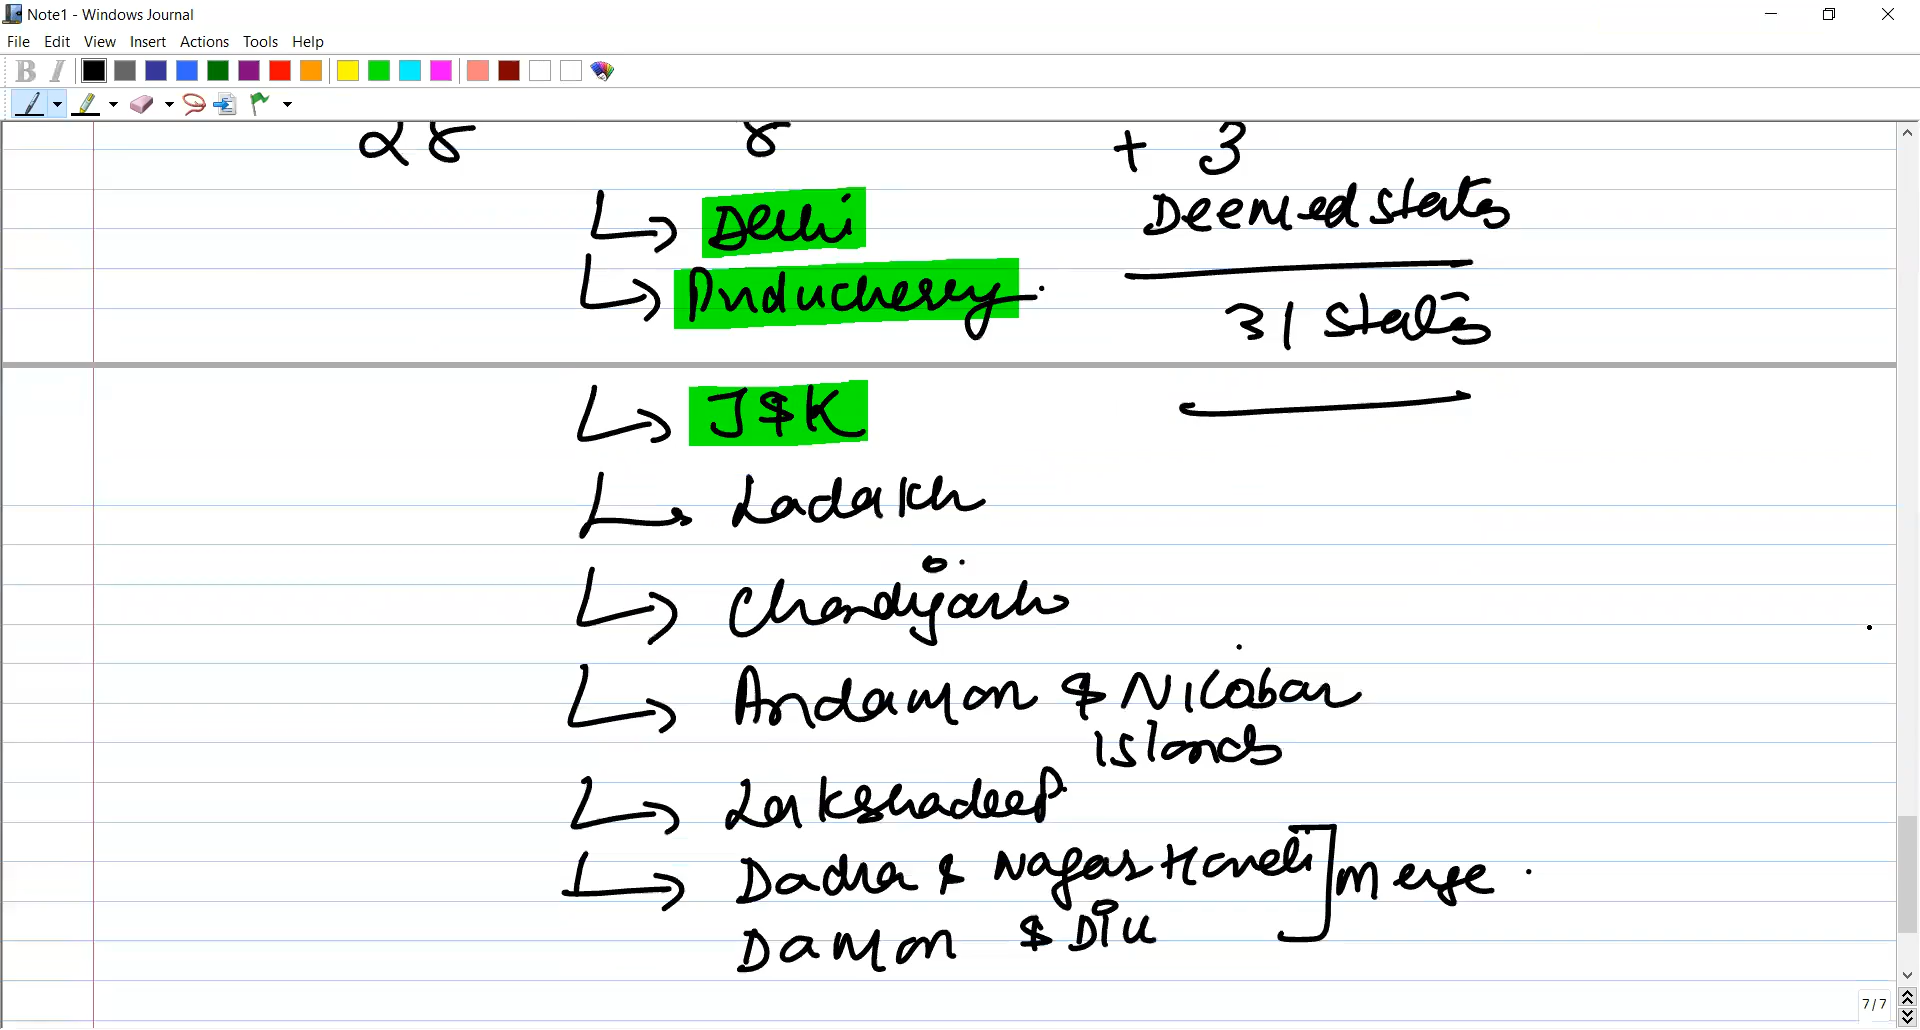 Note1 - Windows Journal
File Edit View Insert Actions Tools Help
B I
28 8 + 3
Delhi
Deemed states
Puducherry
31 states
J & K
Ladakh
Chandigarh
Andaman & Nicobar
Islands
Lakshadeep
Dadra & Nagar Haveli
Merge
Daman & Diu
7 / 7